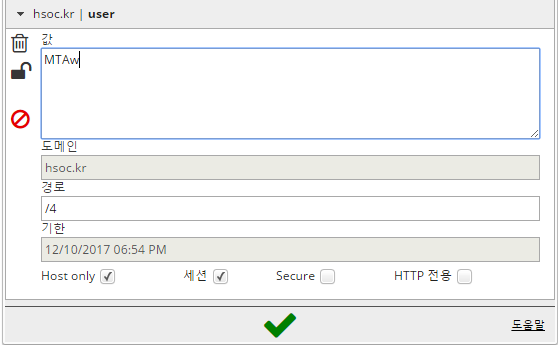 hsoc.kr | user
값
MTAw
도메인
hsoc.kr
경로
/4
기한
12/10/2017 06:54 PM
Host only 세션 Secure HTTP 전용
도움말